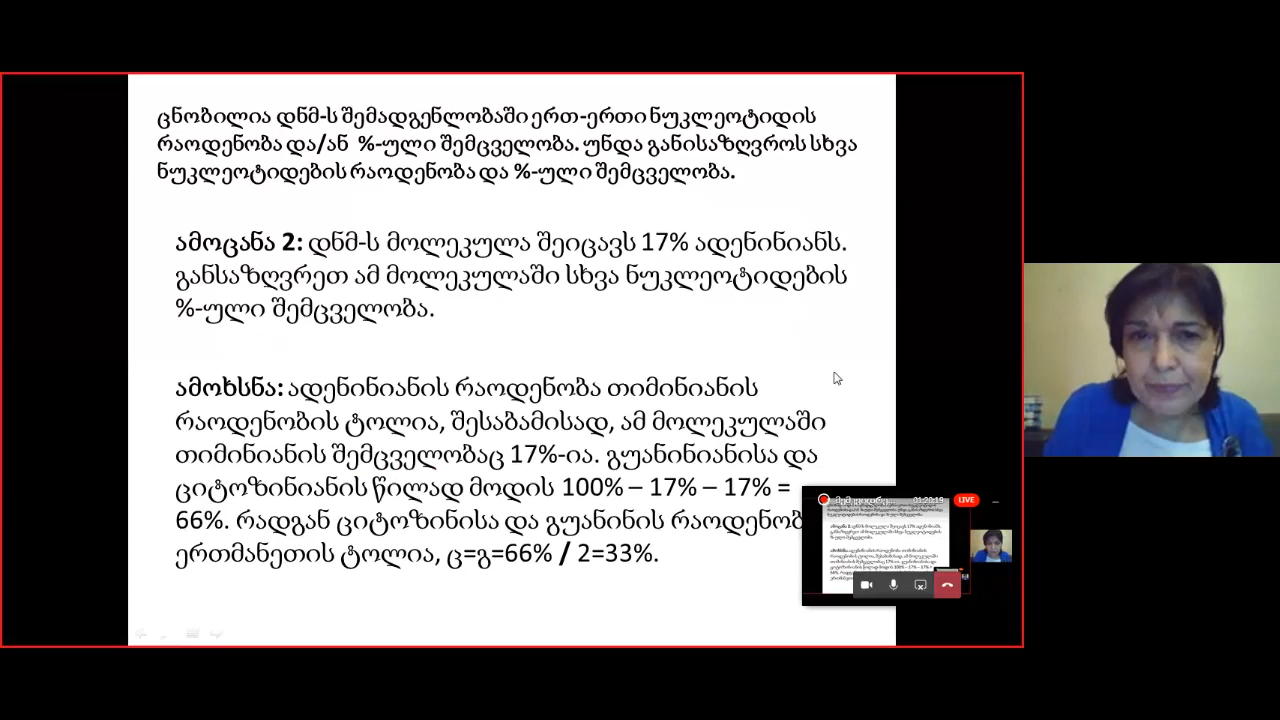 ცნობილია დნმ-ს შემადგენლობაში ერთ-ერთი ნუკლეოტიდის
რაოდენობა და/ან %-ული შემცველობა. უნდა განისაზღვროს სხვა
ნუკლეოტიდების რაოდენობა და %-ული შემცველობა.
ამოცანა 2: დნმ-ს მოლეკულა შეიცავს 17% ადენინიანს.
განსაზღვრეთ ამ მოლეკულაში სხვა ნუკლეოტიდების
%-ული შემცველობა.
ამოხსნა: ადენინიანის რაოდენობა თიმინიანის
რაოდენობის ტოლია, შესაბამისად, ამ მოლეკულაში
თიმინიანის შემცველობაც 17%-ია. გუანინიანისა და
ციტოზინიანის წილად მოდის 100% – 17% – 17% =
66%. რადგან ციტოზინისა და გუანინის
ერთმანეთის ტოლია, ც=გ=66% / 2=33%.
01:20:19 LIVE